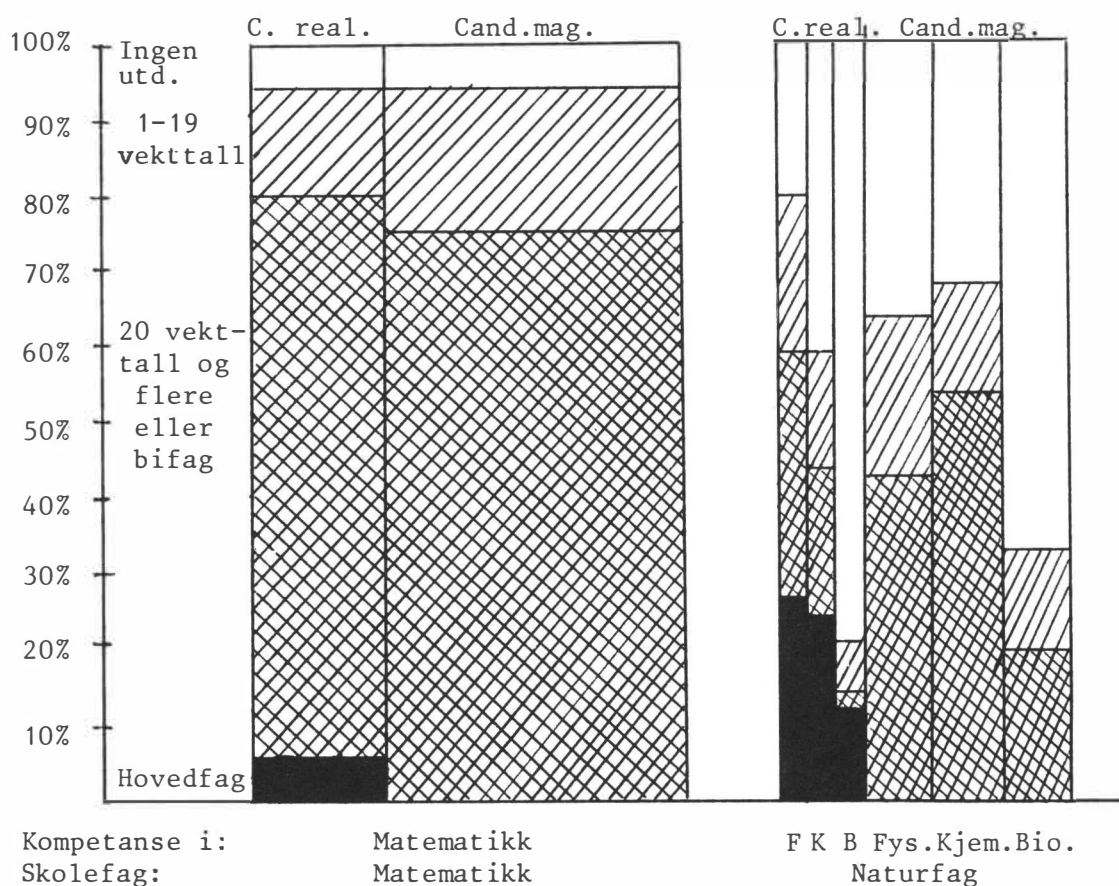 C. real. Cand.mag. C.real. Cand.mag.
100%
Ingen
utd.
90%
1-19
vekttall
80%
70%
60%
20 vekt-
tall og
flere
eller
bifag
50%
40%
30%
20%
10%
Hovedfag
Kompetanse i: Matematikk F K B Fys.Kjem.Bio.
Skolefag: Matematikk Naturfag